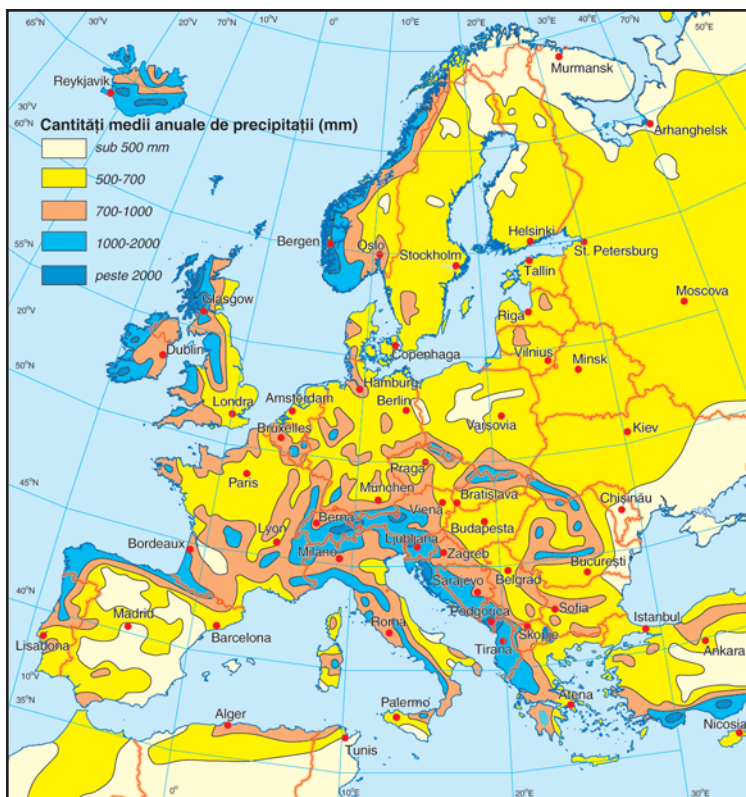 65°N
60°N
10°V
0°
10°E
20°E
30°E
40°E
70°N
50°E
60°E
65°N
Murmansk
Reykjavik
30°V
60°N
Arhanghelsk
Cantități medii anuale de precipitații (mm)
sub 500 mm
500-700
700-1000
1000-2000
peste 2000
55°N
20°V
50°N
45°N
40°N
10°V
35°N
Bergen
Oslo
Stockholm
Helsinki
St. Petersburg
Tallin
Moscova
Riga
Glasgow
Dublin
Copenhaga
Vilnius
Minsk
Hamburg
Londra
Amsterdam
Berlin
Bruxelles
Varsovia
Kiev
Praga
Paris
München
Viena
Bratislava
Chișinău
Berna
Budapesta
Lyon
Ljubljana
Bordeaux
Milano
Zagreb
București
Belgrad
Sarajevo
Madrid
Podgorica
Sofia
Roma
Istanbul
Skopje
Lisabona
Barcelona
Tirana
Ankara
Alger
Palermo
Atena
Nicosia
Tunis
0°
10°E
20°E
30°E